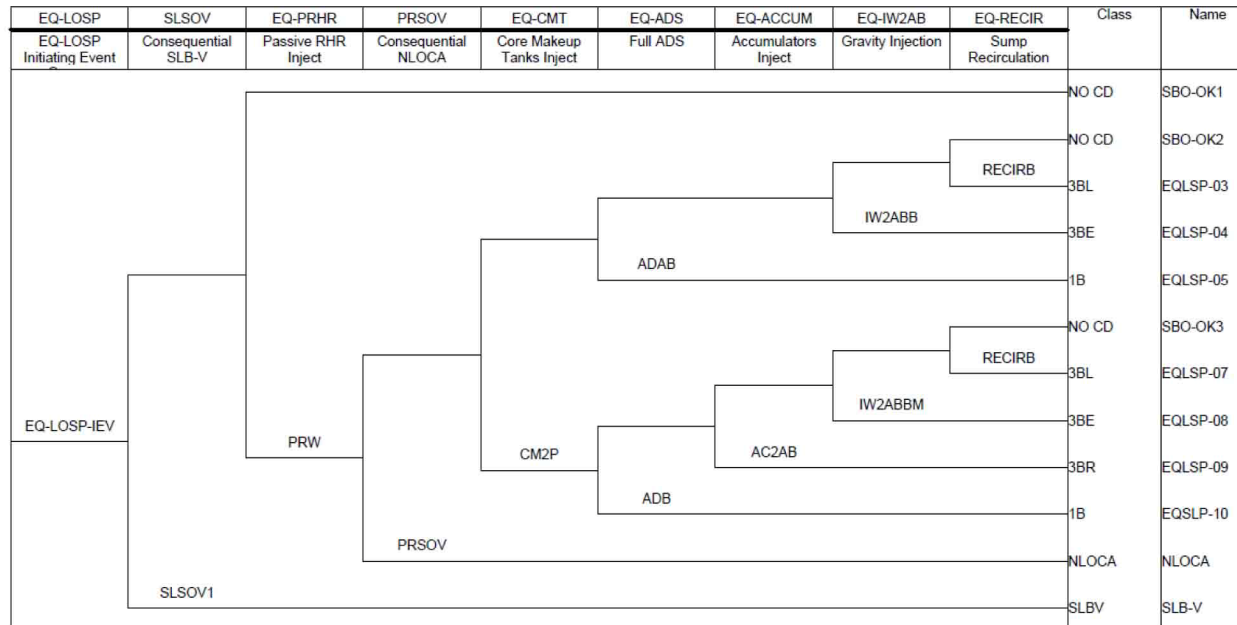 EQ-LOSP SLSOV EQ-PRHR PRSOV EQ-CMT EQ-ADS EQ-ACCUM EQ-IW2AB EQ-RECIR Class Name
EQ-LOSP Consequential Passive RHR Consequential Core Makeup Full ADS Accumulators Gravity Injection Sump
Initiating Event SLB-V Inject NLOCA Tanks Inject Inject Recirculation
NO CD SBO-OK1
NO CD SBO-OK2
RECIRB
3BL EQLSP-03
IW2ABB
3BE EQLSP-04
ADAB
1B EQLSP-05
NO CD SBO-OK3
RECIRB
3BL EQLSP-07
IW2ABBM
3BE EQLSP-08
EQ-LOSP-IEV
PRW
CM2P
AC2AB
3BR EQLSP-09
ADB
1B EQSLP-10
PRSOV
NLOCA NLOCA
SLSOV1
SLBV SLB-V